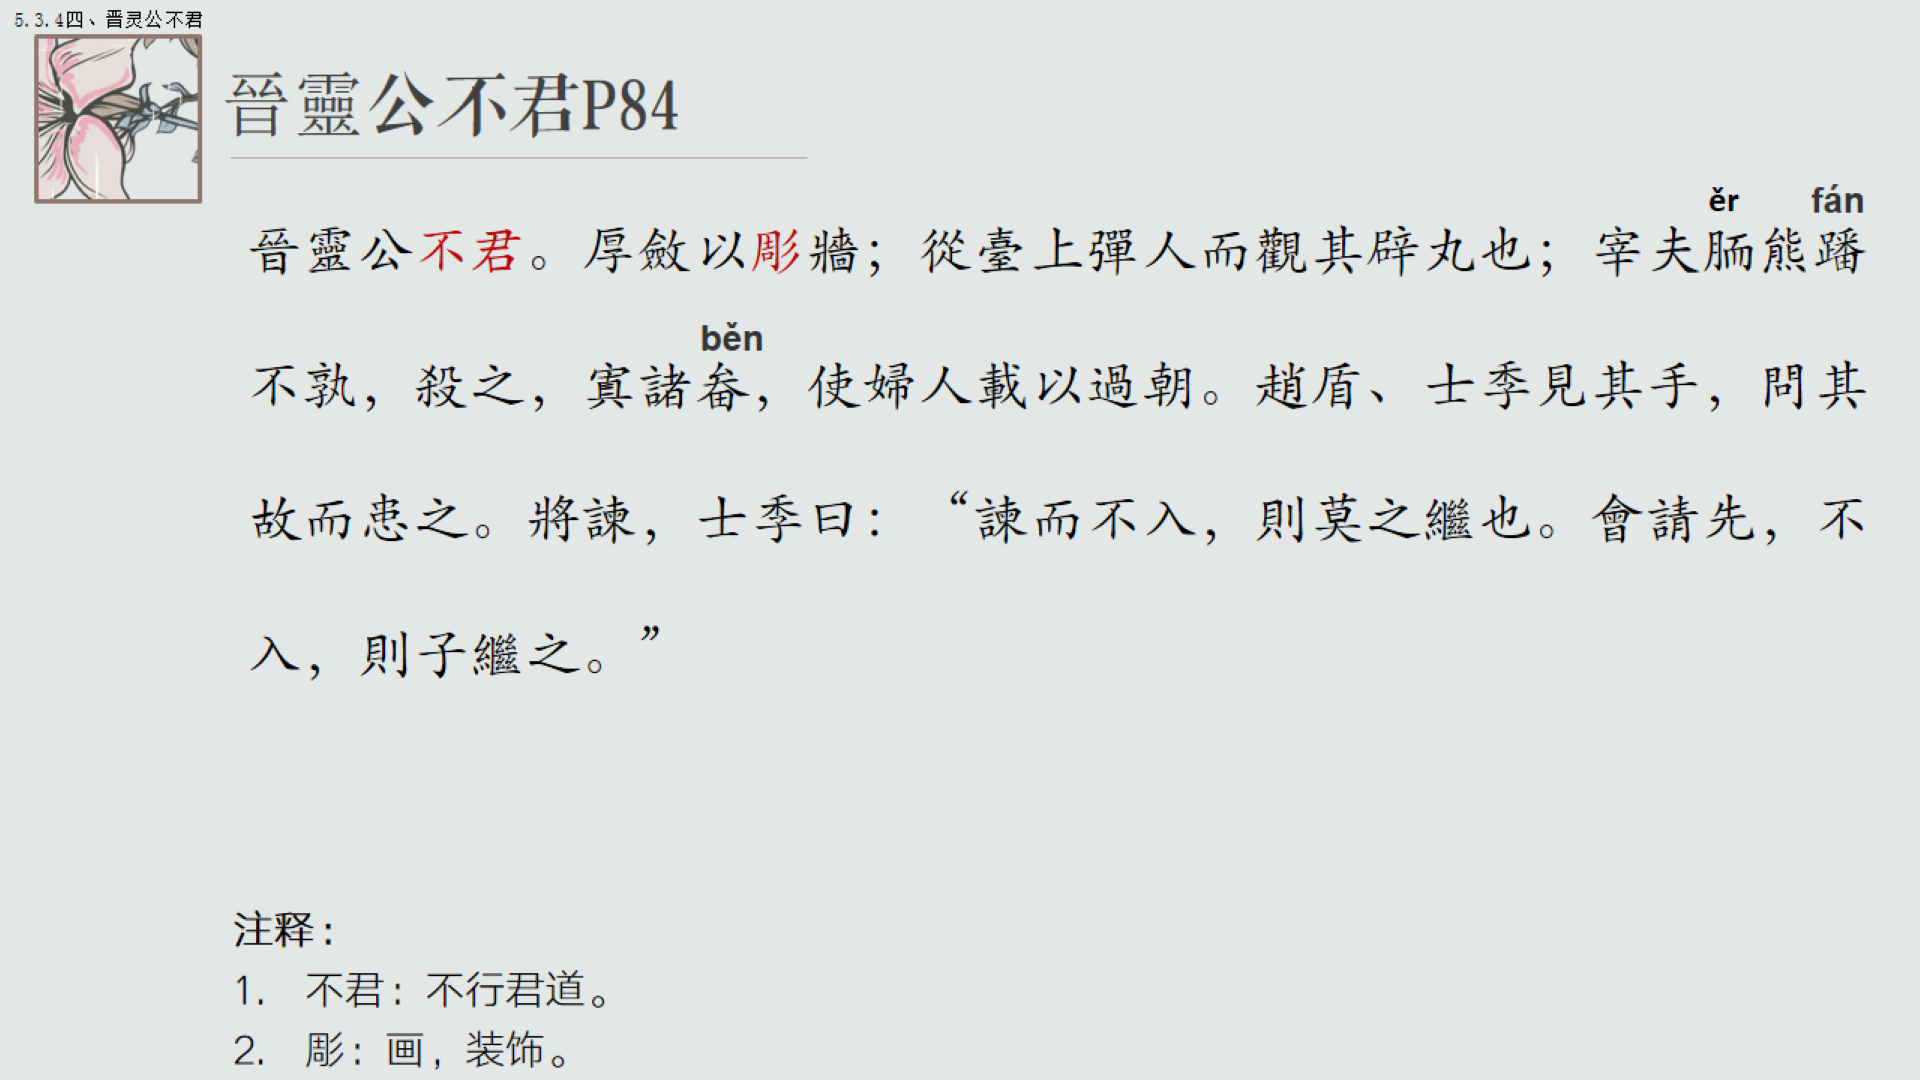 5.3.4四、晋灵公不君
晉靈公不君P84
ěr fán
晉靈公不君。厚斂以彫牆；從臺上彈人而觀其辟丸也；宰夫胹熊蹯
běn
不孰，殺之，寘諸畚，使婦人載以過朝。趙盾、士季見其手，問其
故而患之。將諫，士季曰：“諫而不入，則莫之繼也。會請先，不
入，則子繼之。”
注释：
1. 不君：不行君道。
2. 彫：画，装饰。